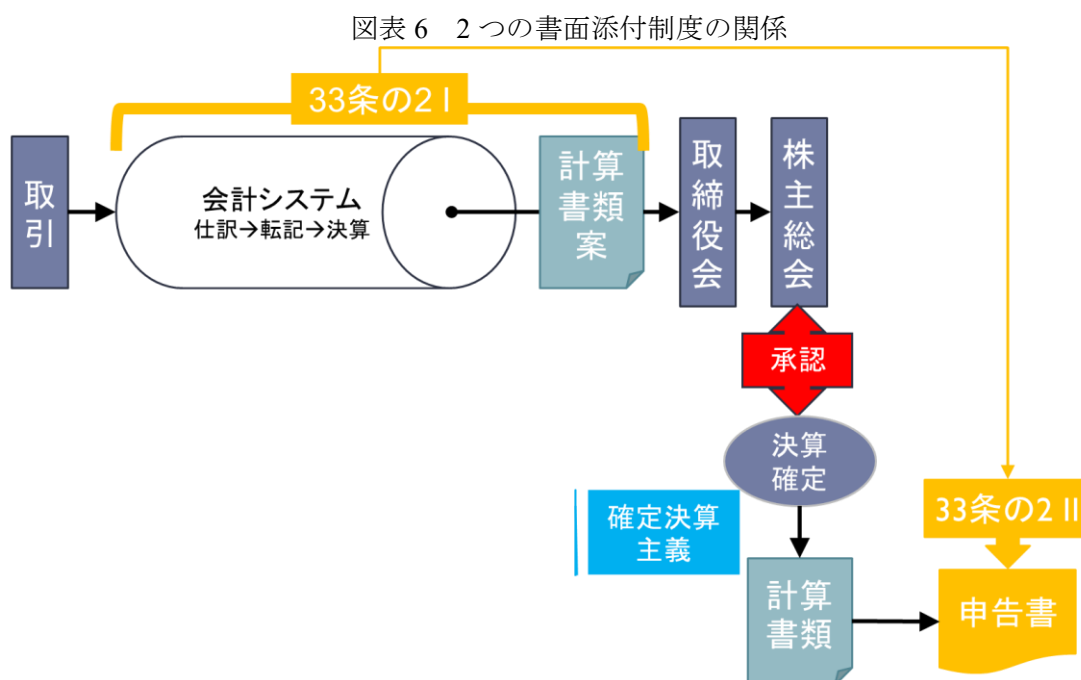 図表 6　2 つの書面添付制度の関係
33条の2 I
取引
会計システム
仕訳→転記→決算
計算書類案
取締役会
株主総会
承認
決算
確定
確定決算
主義
33条の2 II
計算
書類
申告書